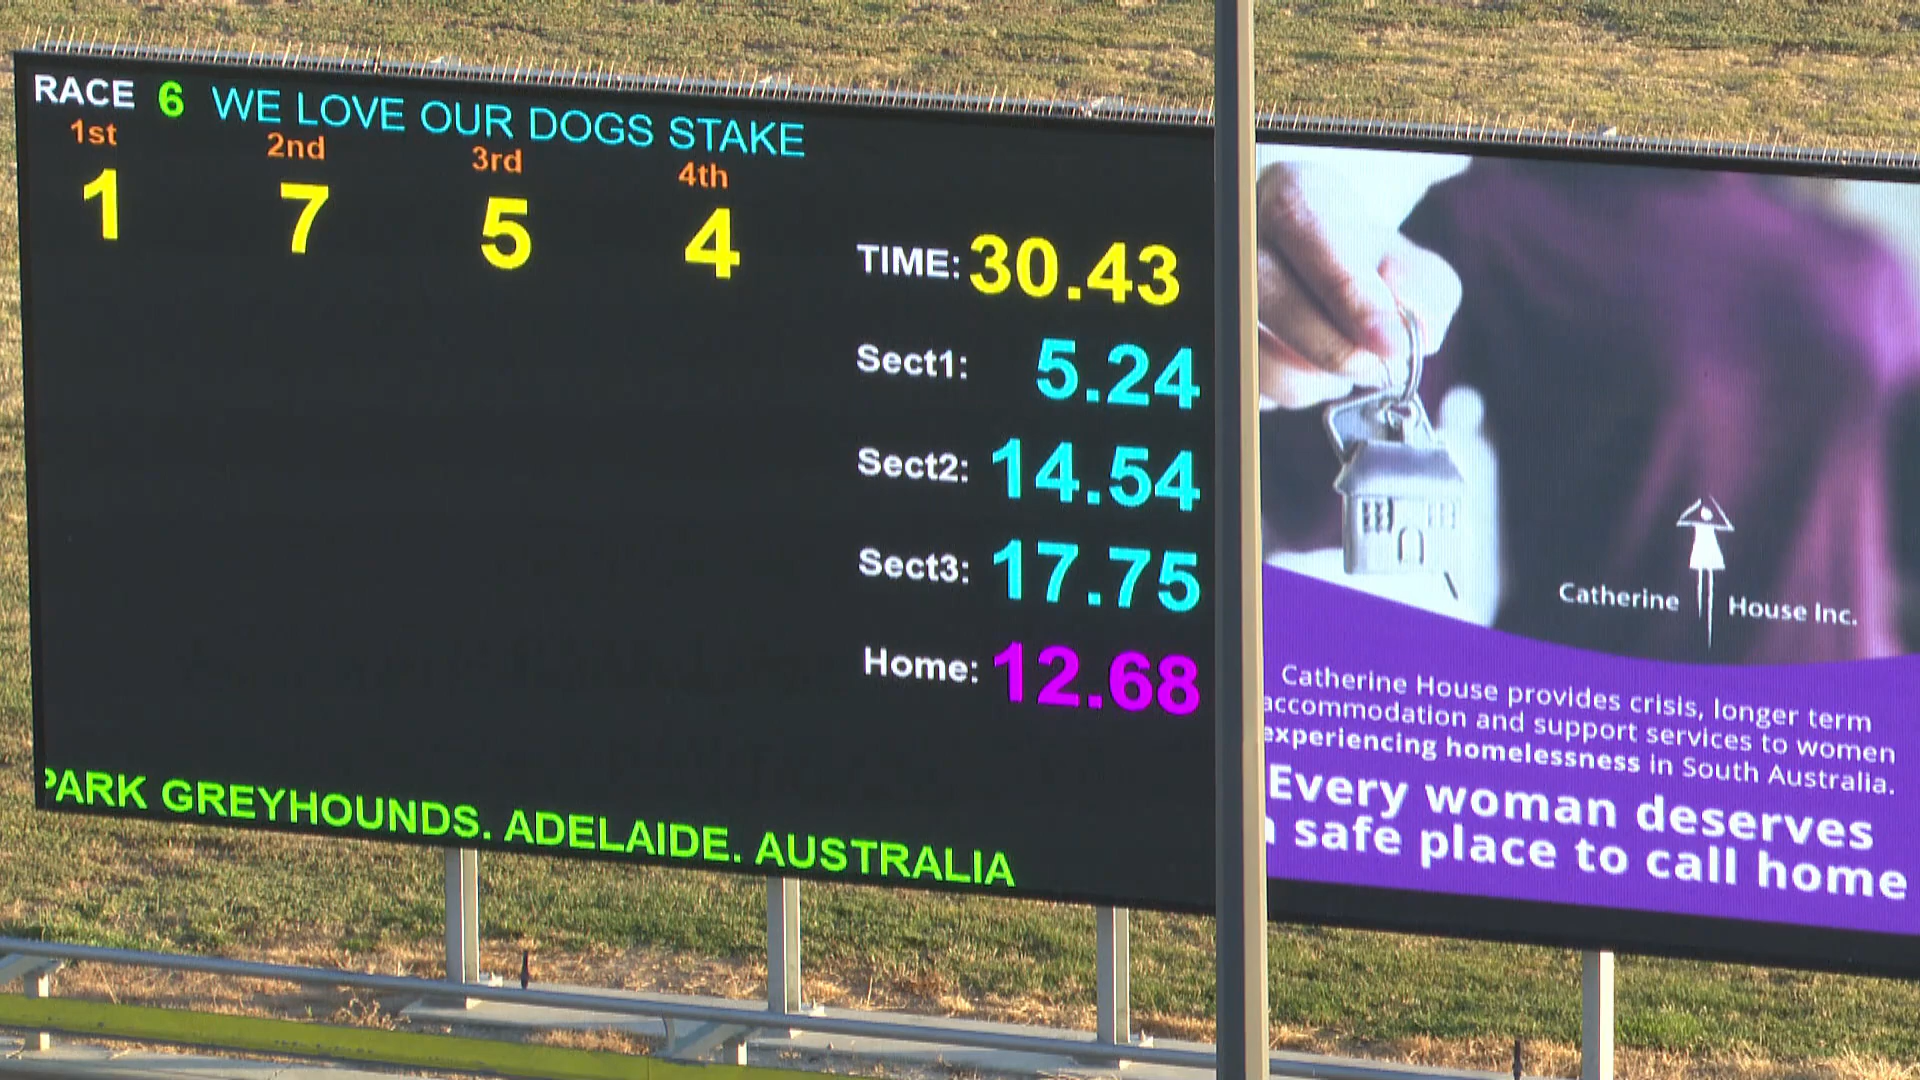 RACE 6 WE LOVE OUR DOGS STAKE
1st 2nd 3rd 4th
1 7 5 4
TIME: 30.43
Sect1: 5.24
Sect2: 14.54
Sect3: 17.75
Home: 12.68
PARK GREYHOUNDS. ADELAIDE. AUSTRALIA
Catherine House Inc.
Catherine House provides crisis, longer term
accommodation and support services to women
experiencing homelessness in South Australia.
Every woman deserves
a safe place to call home